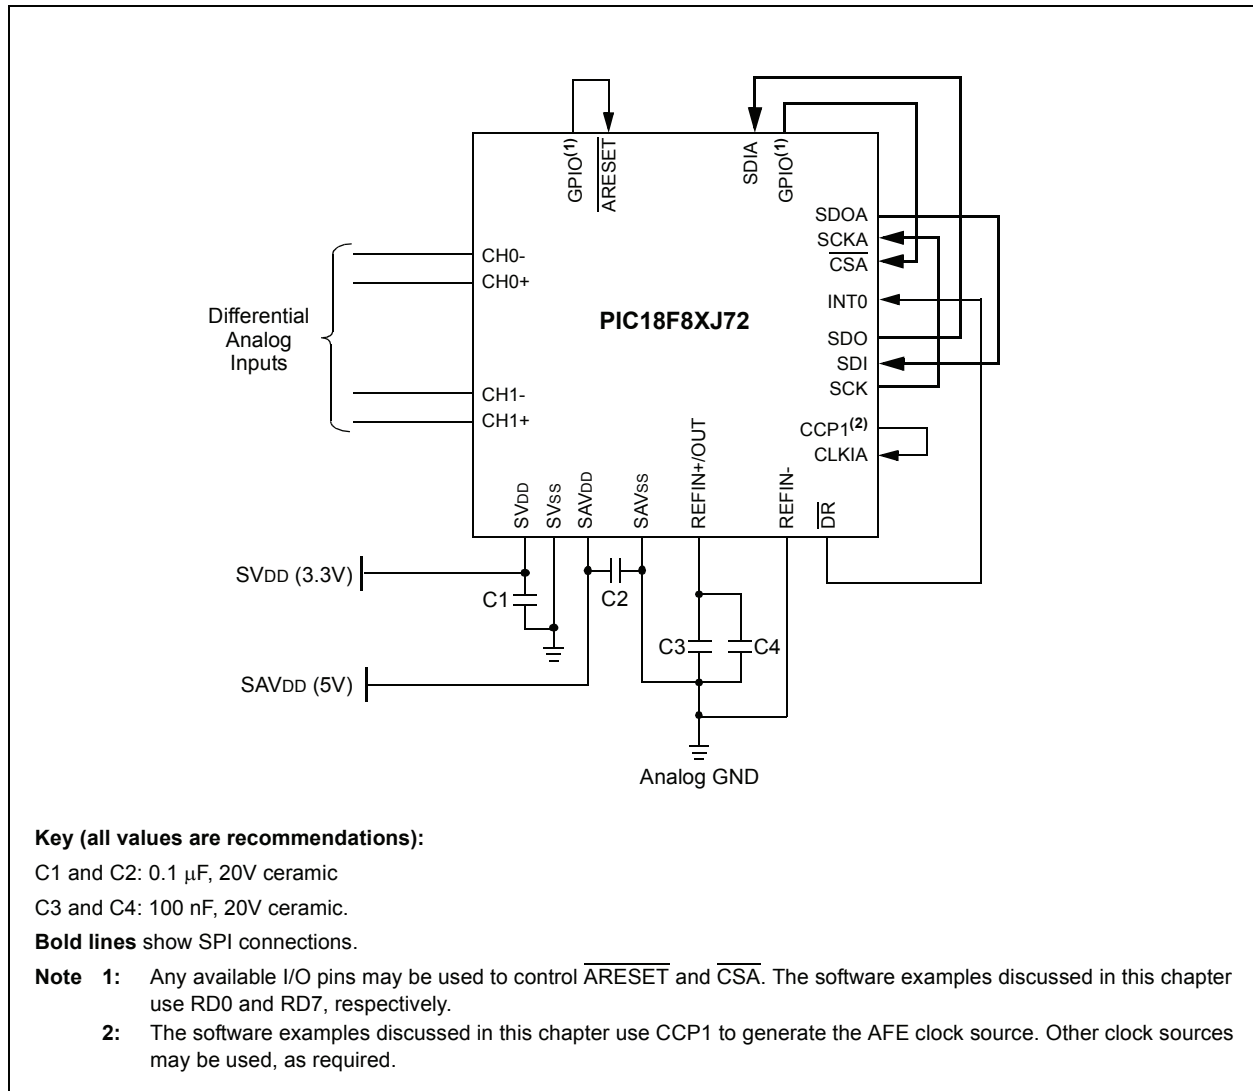 GPIO(1)
ARESET
SDIA
GPIO(1)
SDOA
SCKA
CSA
INT0
SDO
SDI
SCK
CCP1(2)
CLKIA
CH0-
CH0+
Differential
Analog
Inputs
CH1-
CH1+
PIC18F8XJ72
SVDD
SVSS
SAVDD
SAVSS
REFIN+/OUT
REFIN-
DR
SVDD (3.3V)
C1
C2
C3
C4
SAVDD (5V)
Analog GND
Key (all values are recommendations):
C1 and C2: 0.1 μF, 20V ceramic
C3 and C4: 100 nF, 20V ceramic.
Bold lines show SPI connections.
Note 1: Any available I/O pins may be used to control ARESET and CSA. The software examples discussed in this chapter
use RD0 and RD7, respectively.
2: The software examples discussed in this chapter use CCP1 to generate the AFE clock source. Other clock sources
may be used, as required.